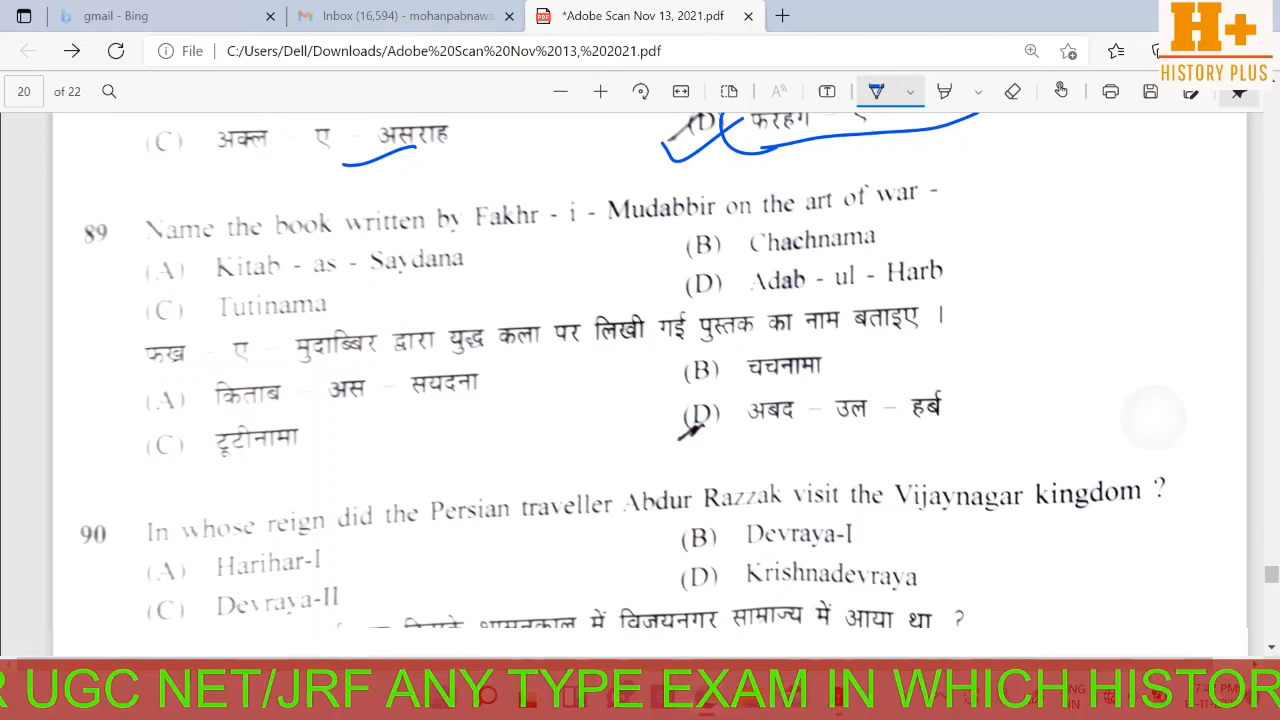 gmail - Bing
Inbox (16,594) - mohanpabnawa
*Adobe Scan Nov 13, 2021.pdf
File
C:/Users/Dell/Downloads/Adobe%20Scan%20Nov%2013,%202021.pdf
H+
HISTORY PLUS
20 of 22
(C) अक्ल - ए - असराह
(D) फरहंग - ए
89 Name the book written by Fakhr - i - Mudabbir on the art of war -
(A) Kitab - as - Saydana (B) Chachnama
(C) Tutinama (D) Adab - ul - Harb
फख्र - ए - मुदाब्बिर द्वारा युद्ध कला पर लिखी गई पुस्तक का नाम बताइए ।
(A) किताब - अस - सयदना (B) चचनामा
(C) टूटीनामा (D) अबद - उल - हर्ब
90 In whose reign did the Persian traveller Abdur Razzak visit the Vijaynagar kingdom ?
(A) Harihar-I (B) Devraya-I
(C) Devraya-II (D) Krishnadevraya
में विजयनगर साम्राज्य में आया था ?
R UGC NET/JRF ANY TYPE EXAM IN WHICH HISTOR